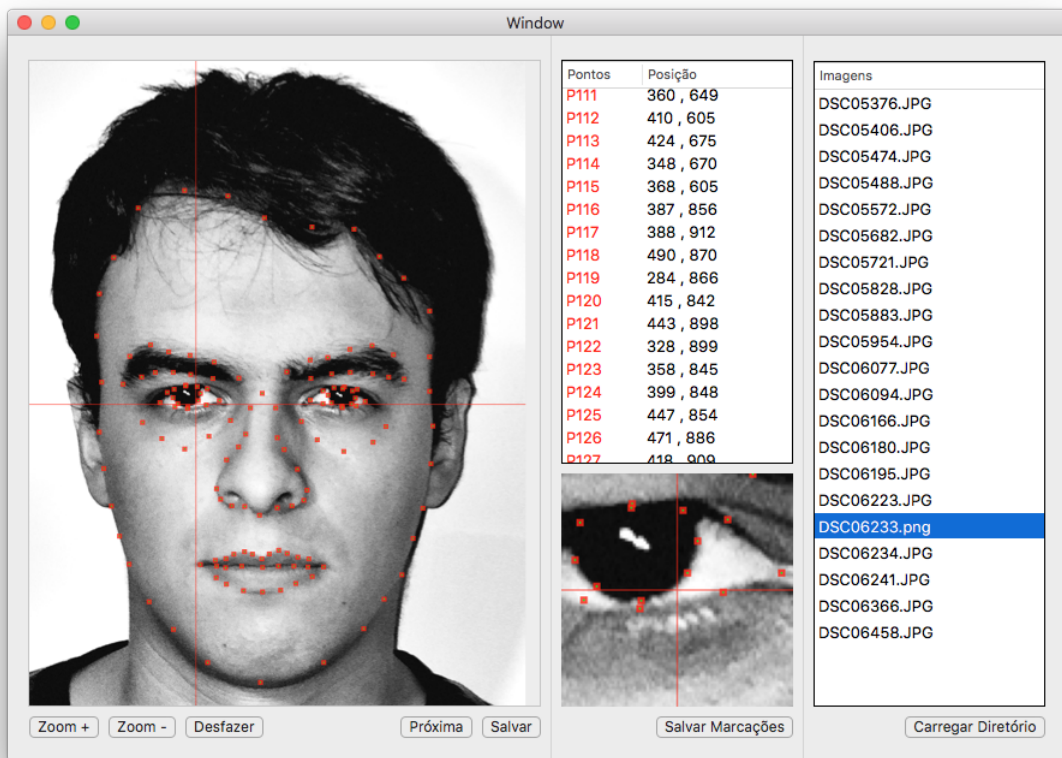 Window
Pontos Posição
P111 360 , 649
P112 410 , 605
P113 424 , 675
P114 348 , 670
P115 368 , 605
P116 387 , 856
P117 388 , 912
P118 490 , 870
P119 284 , 866
P120 415 , 842
P121 443 , 898
P122 328 , 899
P123 358 , 845
P124 399 , 848
P125 447 , 854
P126 471 , 886
P127 418 , 909
Imagens
DSC05376.JPG
DSC05406.JPG
DSC05474.JPG
DSC05488.JPG
DSC05572.JPG
DSC05682.JPG
DSC05721.JPG
DSC05828.JPG
DSC05883.JPG
DSC05954.JPG
DSC06077.JPG
DSC06094.JPG
DSC06166.JPG
DSC06180.JPG
DSC06195.JPG
DSC06223.JPG
DSC06233.png
DSC06234.JPG
DSC06241.JPG
DSC06366.JPG
DSC06458.JPG
Zoom + Zoom - Desfazer Próxima Salvar Salvar Marcações Carregar Diretório